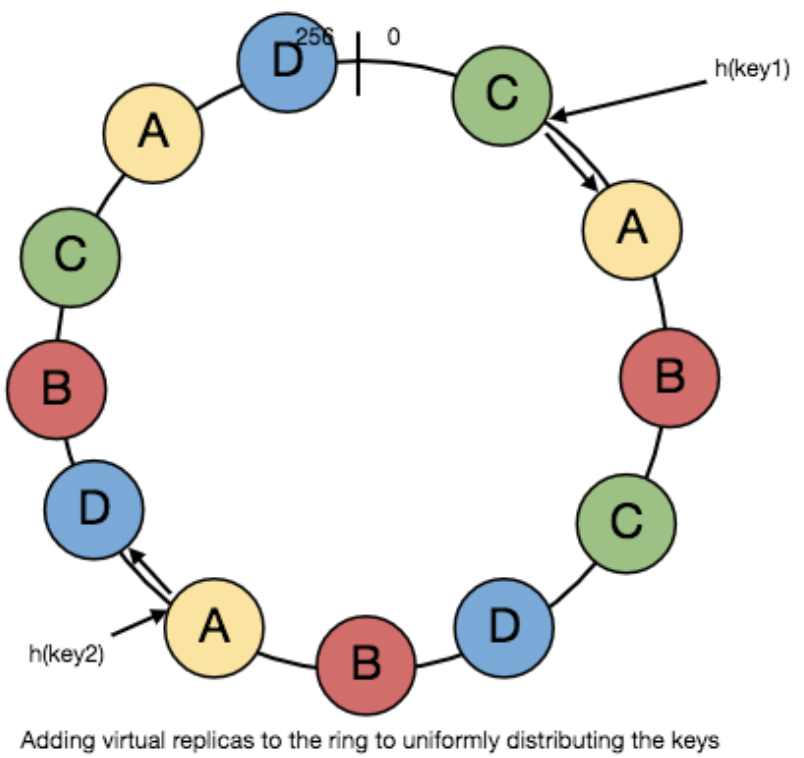 256
0
D
C
h(key1)
A
A
C
B
B
D
C
h(key2)
A
B
D
Adding virtual replicas to the ring to uniformly distributing the keys